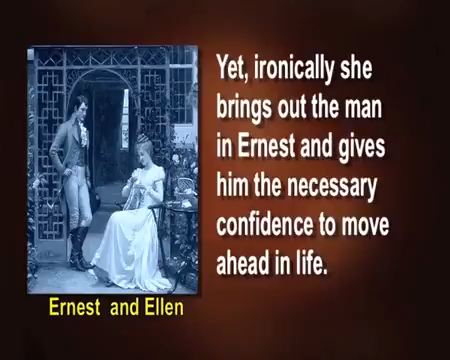 Yet, ironically she
brings out the man
in Ernest and gives
him the necessary
confidence to move
ahead in life.
Ernest and Ellen